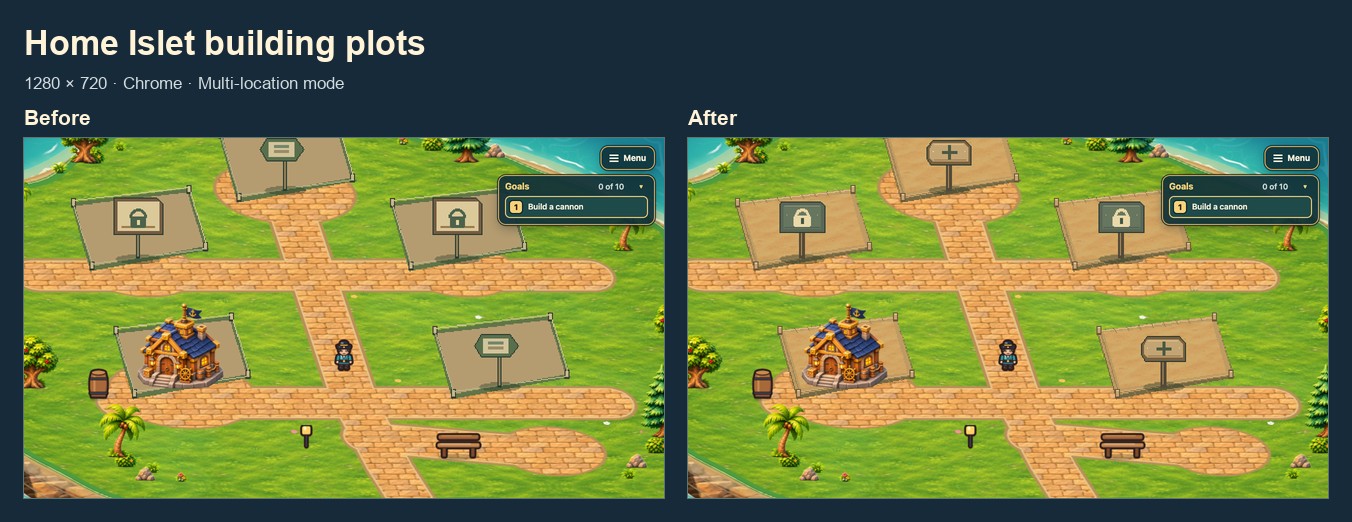 Home Islet building plots
1280 × 720 · Chrome · Multi-location mode
Before
After
Menu
Goals 0 of 10
1 Build a cannon
Menu
Goals 0 of 10
1 Build a cannon